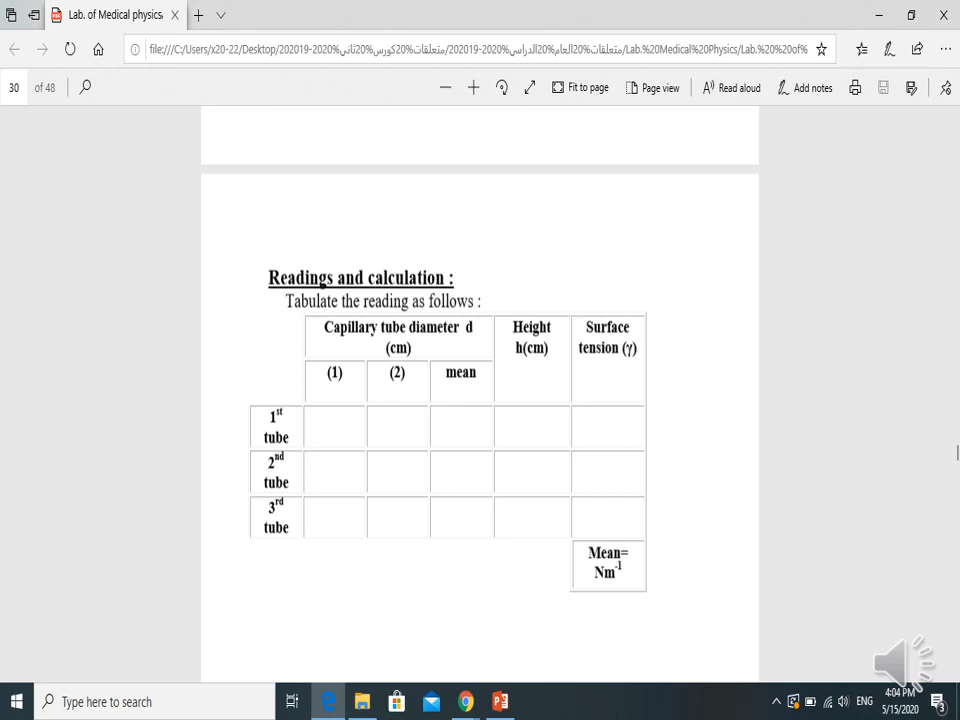 Lab. of Medical physics.
file:///C:/Users/x20-22/Desktop/202019-2020%كورس%20ثاني%20متعلقات/202019-2020%متعلقات%20العام%20الدراسي/Lab.%20Medical%20Physics/Lab.%20%20of%
30 of 48
Fit to page
Page view
Read aloud
Add notes
Readings and calculation :
Tabulate the reading as follows :
Capillary tube diameter d
(cm)
Height
h(cm)
Surface
tension (γ)
(1) (2) mean
1st
tube
2nd
tube
3rd
tube
Mean=
Nm-1
Type here to search
ENG
4:04 PM
5/15/2020
3